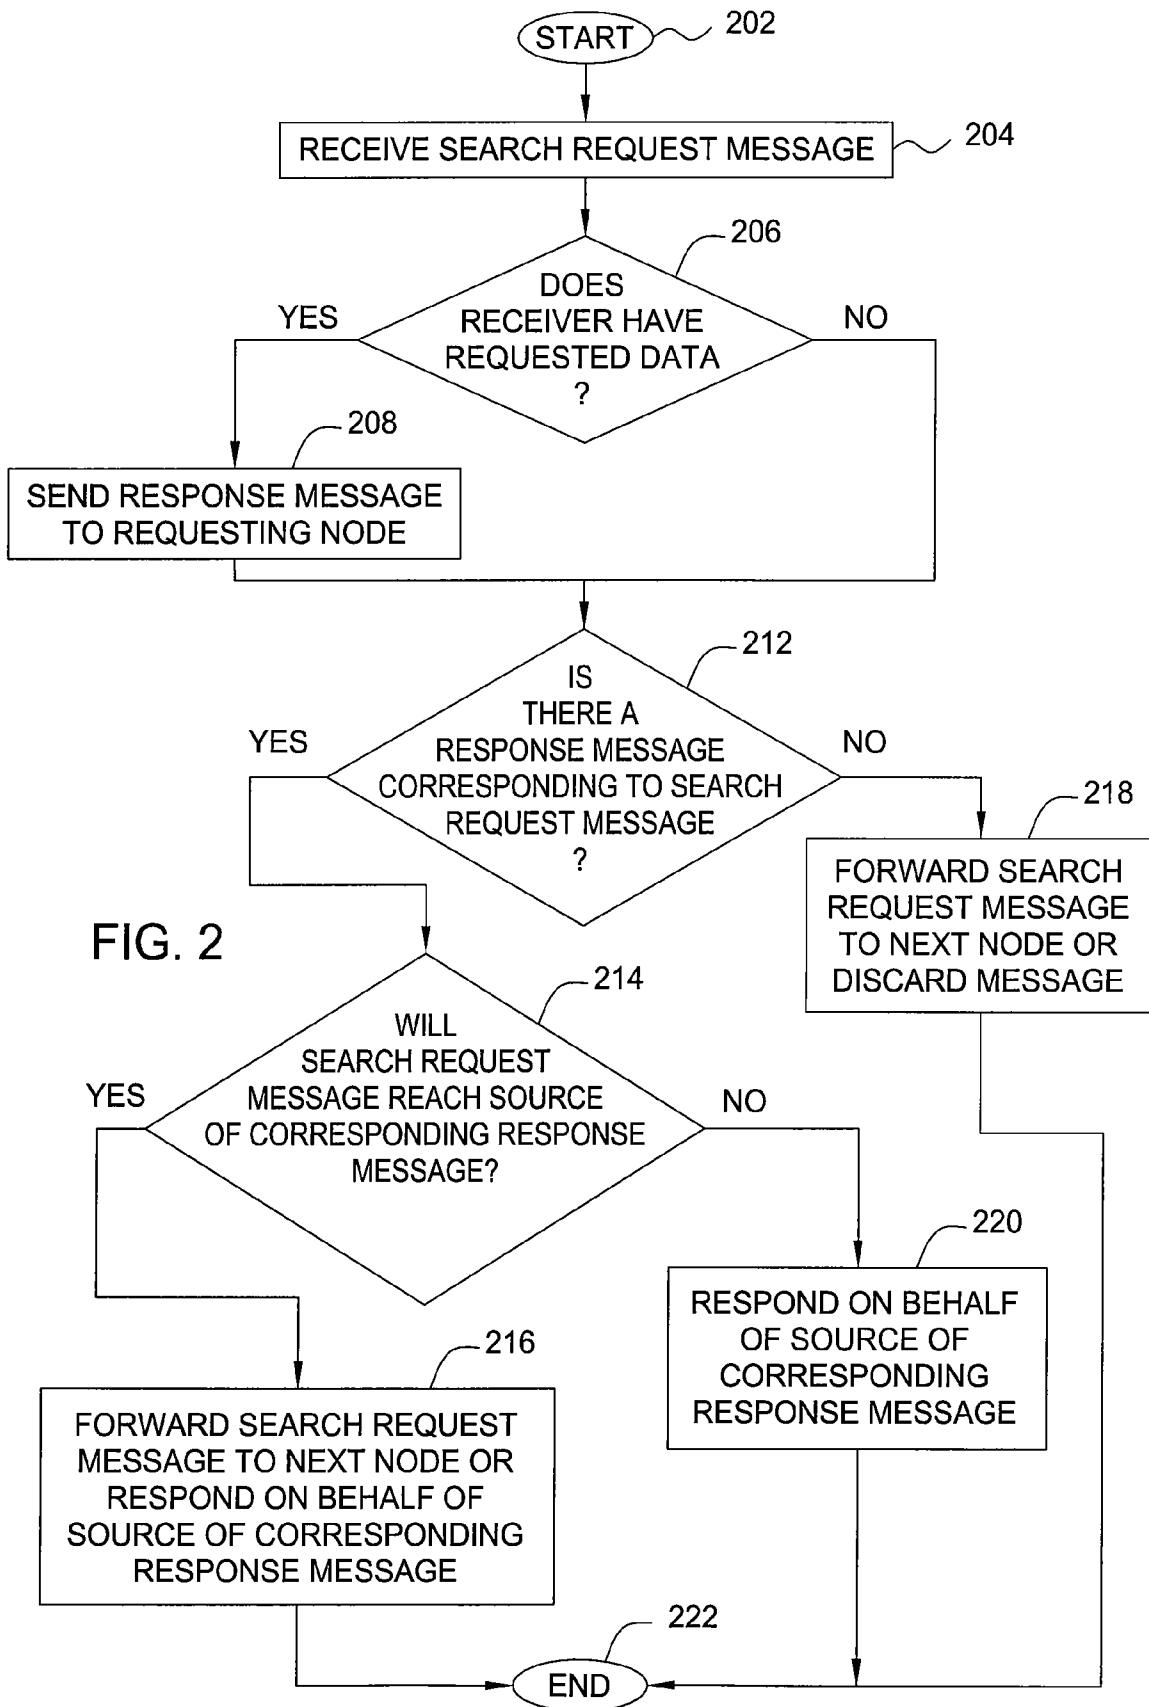 START
202
RECEIVE SEARCH REQUEST MESSAGE
204
206
DOES
RECEIVER HAVE
REQUESTED DATA
?
YES
NO
208
SEND RESPONSE MESSAGE
TO REQUESTING NODE
212
IS
THERE A
RESPONSE MESSAGE
CORRESPONDING TO SEARCH
REQUEST MESSAGE
?
YES
NO
218
FORWARD SEARCH
REQUEST MESSAGE
TO NEXT NODE OR
DISCARD MESSAGE
FIG. 2
214
WILL
SEARCH REQUEST
MESSAGE REACH SOURCE
OF CORRESPONDING RESPONSE
MESSAGE?
YES
NO
220
RESPOND ON BEHALF
OF SOURCE OF
CORRESPONDING
RESPONSE MESSAGE
216
FORWARD SEARCH REQUEST
MESSAGE TO NEXT NODE OR
RESPOND ON BEHALF OF
SOURCE OF CORRESPONDING
RESPONSE MESSAGE
222
END